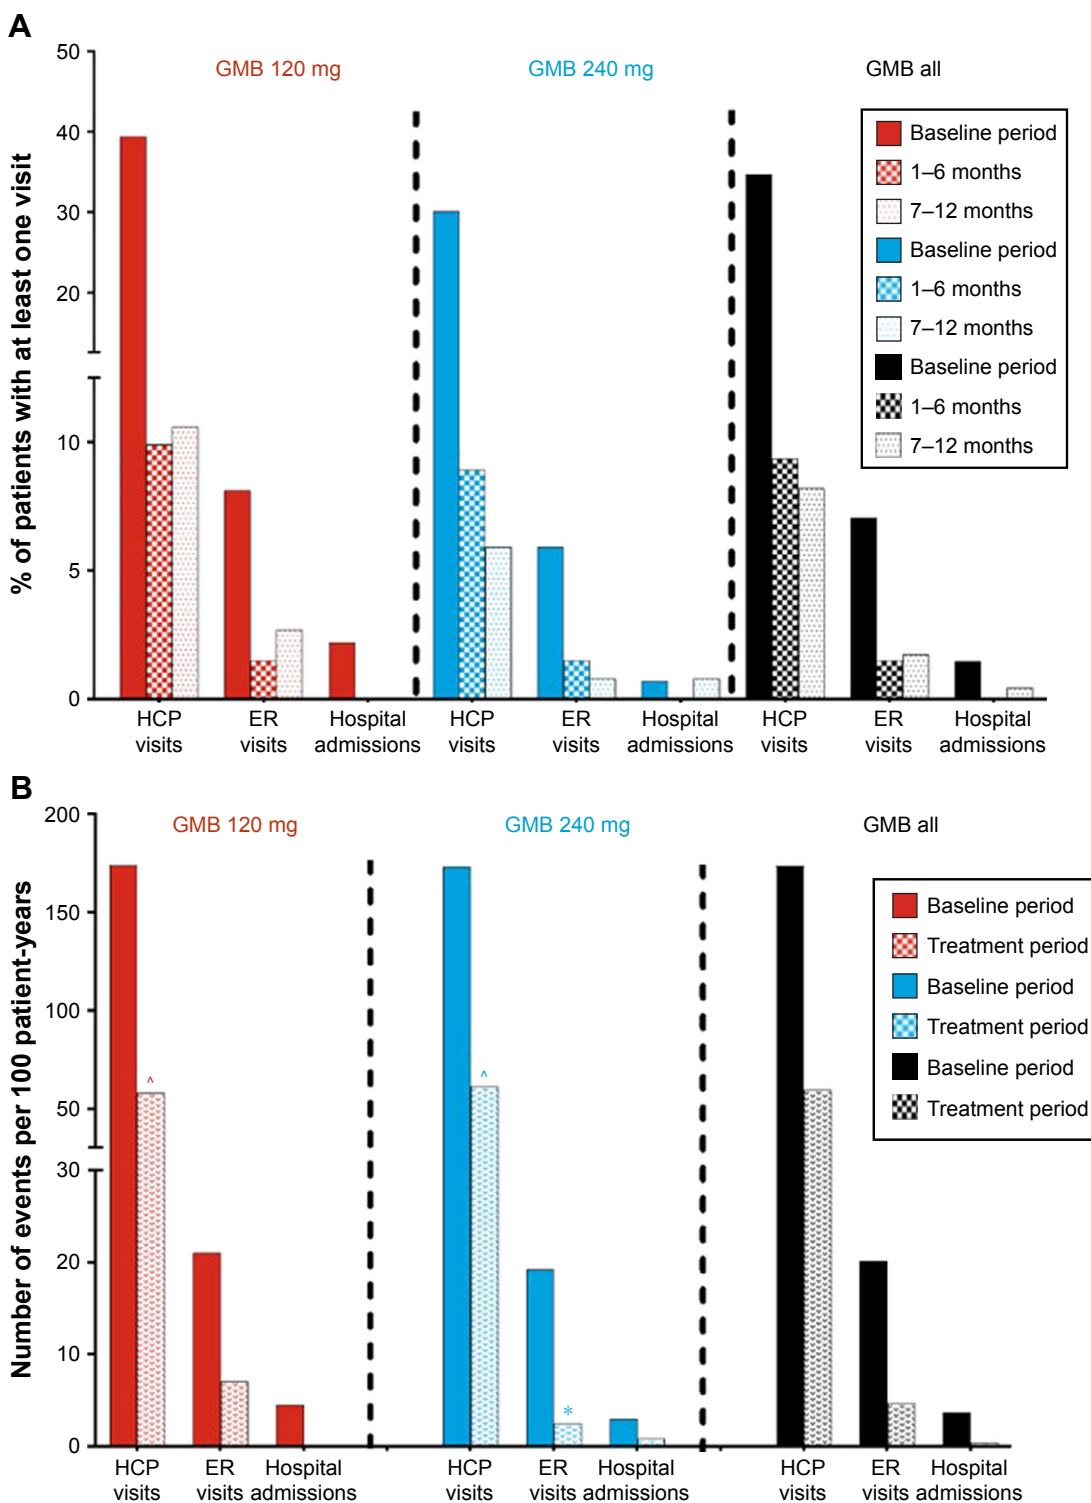 A
% of patients with at least one visit
50
40
30
20
10
5
0
GMB 120 mg
GMB 240 mg
GMB all
Baseline period
1–6 months
7–12 months
Baseline period
1–6 months
7–12 months
Baseline period
1–6 months
7–12 months
HCP visits
ER visits
Hospital admissions
HCP visits
ER visits
Hospital admissions
HCP visits
ER visits
Hospital admissions
B
Number of events per 100 patient-years
200
150
100
50
30
20
10
0
GMB 120 mg
GMB 240 mg
GMB all
^
^
*
Baseline period
Treatment period
Baseline period
Treatment period
Baseline period
Treatment period
HCP visits
ER visits
Hospital admissions
HCP visits
ER visits
Hospital admissions
HCP visits
ER visits
Hospital admissions